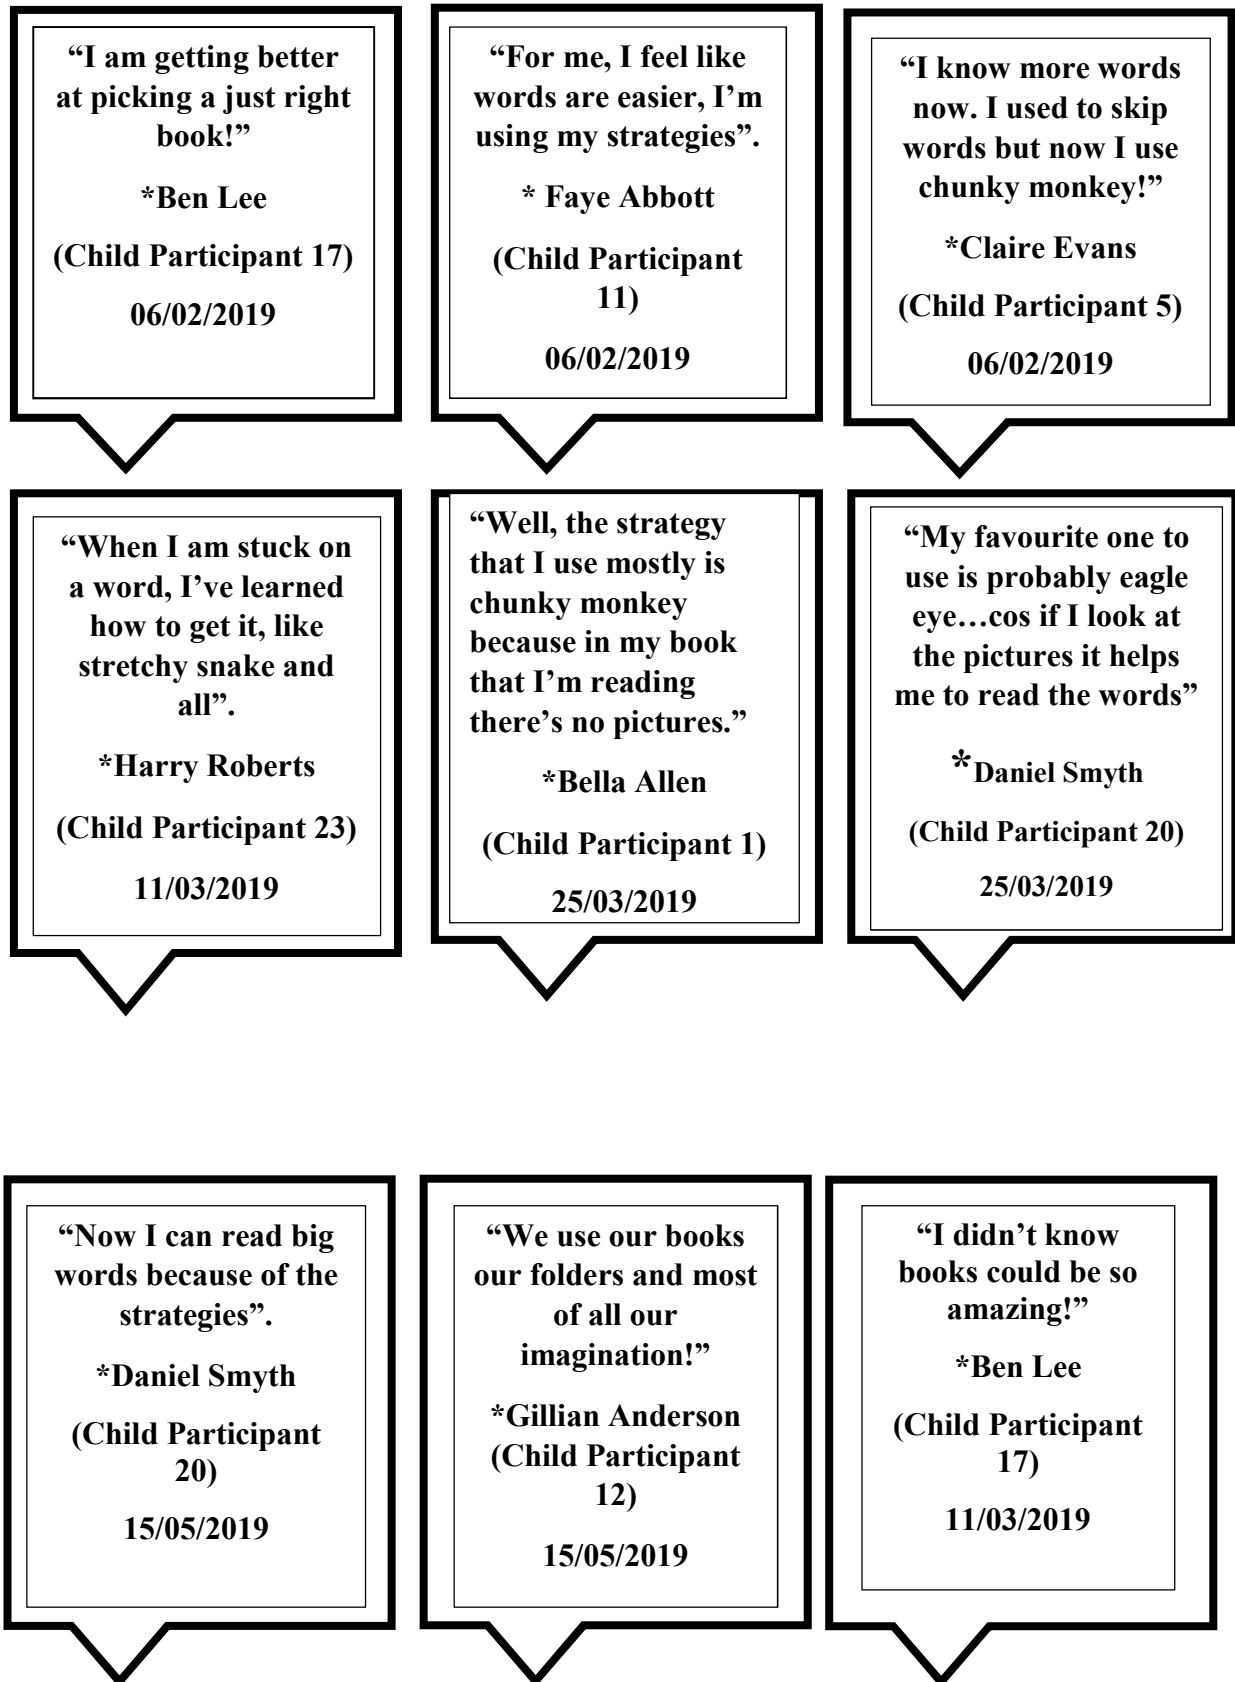 “I am getting better
at picking a just right
book!”
*Ben Lee
(Child Participant 17)
06/02/2019
“For me, I feel like
words are easier, I’m
using my strategies”.
* Faye Abbott
(Child Participant
11)
06/02/2019
“I know more words
now. I used to skip
words but now I use
chunky monkey!”
*Claire Evans
(Child Participant 5)
06/02/2019
“When I am stuck on
a word, I’ve learned
how to get it, like
stretchy snake and
all”.
*Harry Roberts
(Child Participant 23)
11/03/2019
“Well, the strategy
that I use mostly is
chunky monkey
because in my book
that I’m reading
there’s no pictures.”
*Bella Allen
(Child Participant 1)
25/03/2019
“My favourite one to
use is probably eagle
eye…cos if I look at
the pictures it helps
me to read the words”
*Daniel Smyth
(Child Participant 20)
25/03/2019
“Now I can read big
words because of the
strategies”.
*Daniel Smyth
(Child Participant
20)
15/05/2019
“We use our books
our folders and most
of all our
imagination!”
*Gillian Anderson
(Child Participant
12)
15/05/2019
“I didn’t know
books could be so
amazing!”
*Ben Lee
(Child Participant
17)
11/03/2019